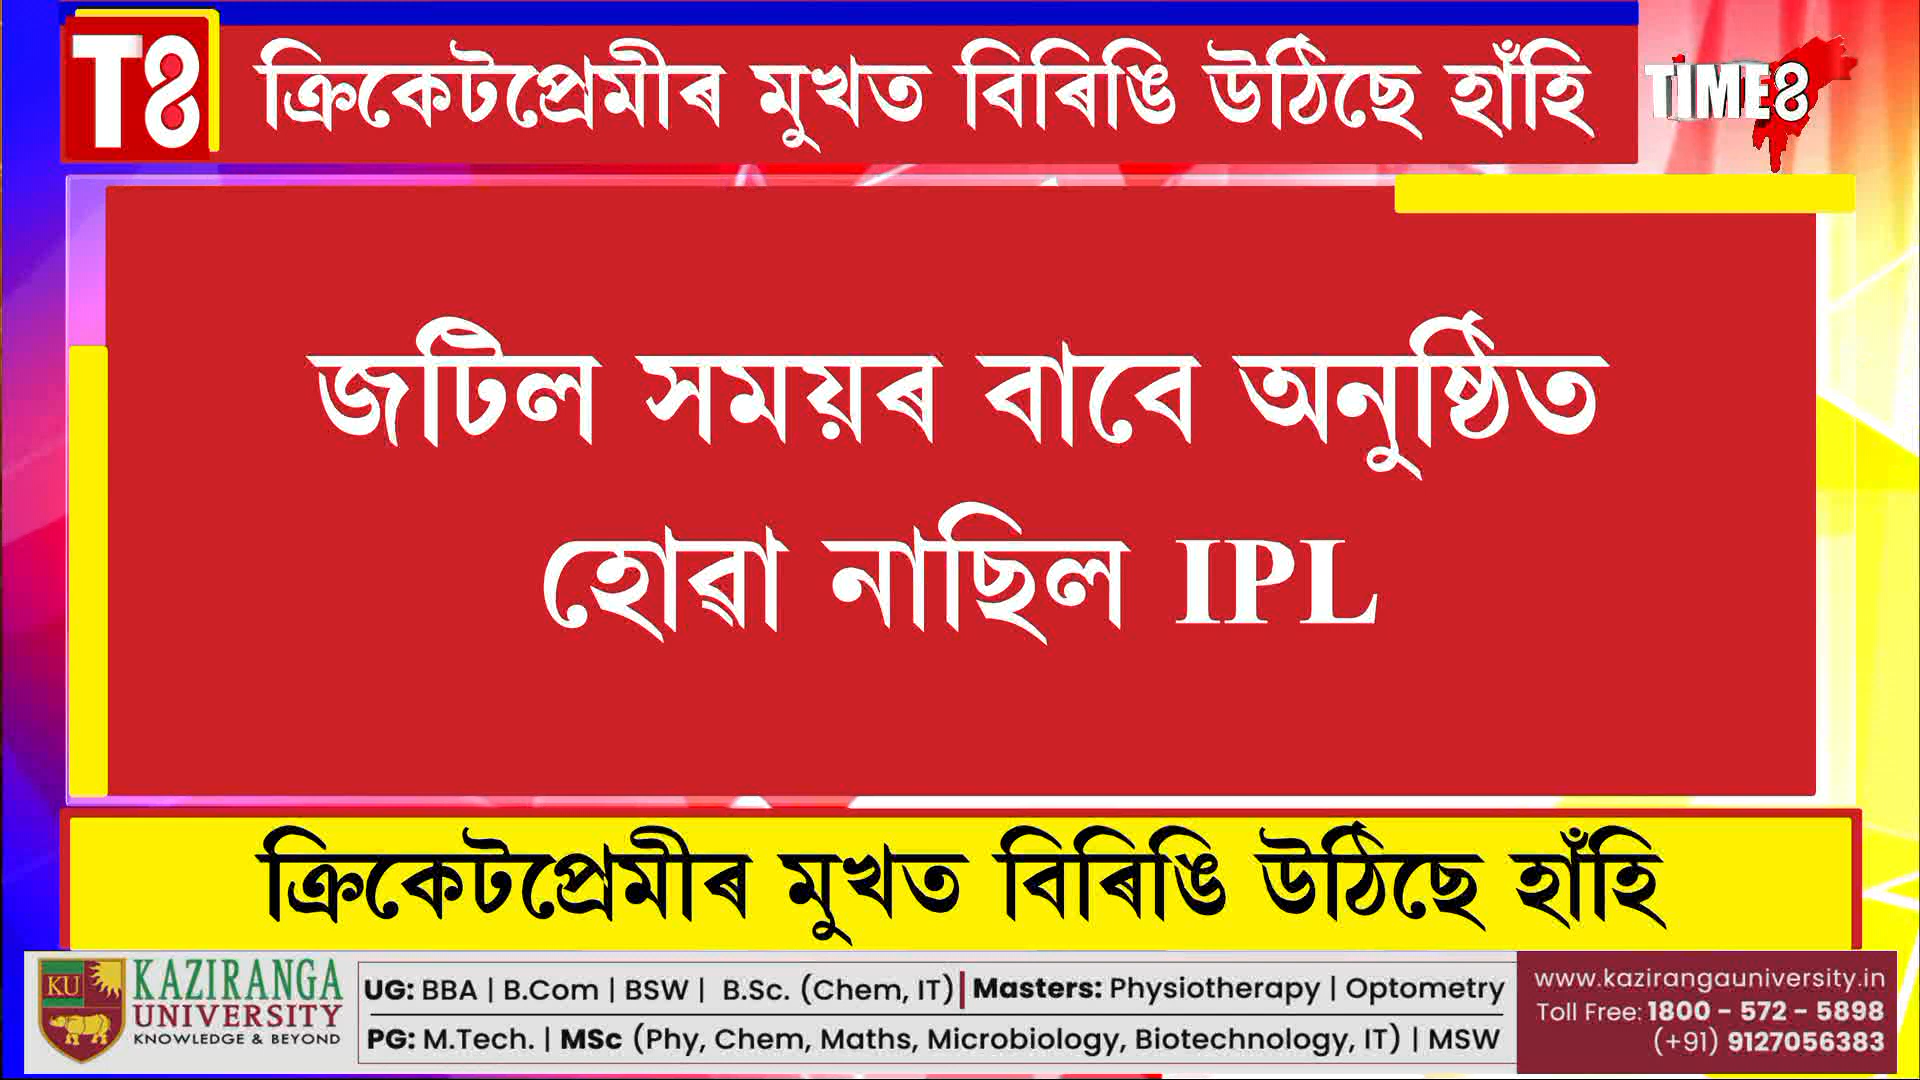 T8
ক্ৰিকেটপ্ৰেমীৰ মুখত বিৰিঙি উঠিছে হাঁহি
TIME8
জটিল সময়ৰ বাবে অনুষ্ঠিত
হোৱা নাছিল IPL
ক্ৰিকেটপ্ৰেমীৰ মুখত বিৰিঙি উঠিছে হাঁহি
KU
KAZIRANGA
UNIVERSITY
KNOWLEDGE & BEYOND
UG: BBA | B.Com | BSW | B.Sc. (Chem, IT) | Masters: Physiotherapy | Optometry
PG: M.Tech. | MSc (Phy, Chem, Maths, Microbiology, Biotechnology, IT) | MSW
www.kazirangauniversity.in
Toll Free: 1800 - 572 - 5898
(+91) 9127056383